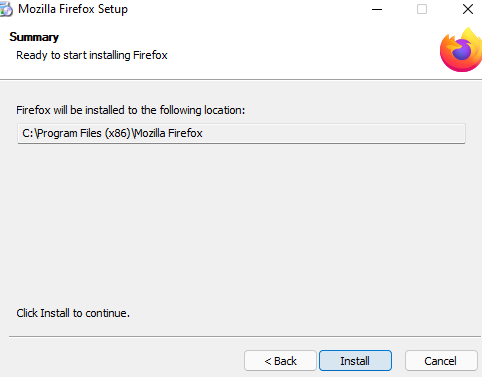 Mozilla Firefox Setup
Summary
Ready to start installing Firefox
Firefox will be installed to the following location:
C:\Program Files (x86)\Mozilla Firefox
Click Install to continue.
< Back
Install
Cancel